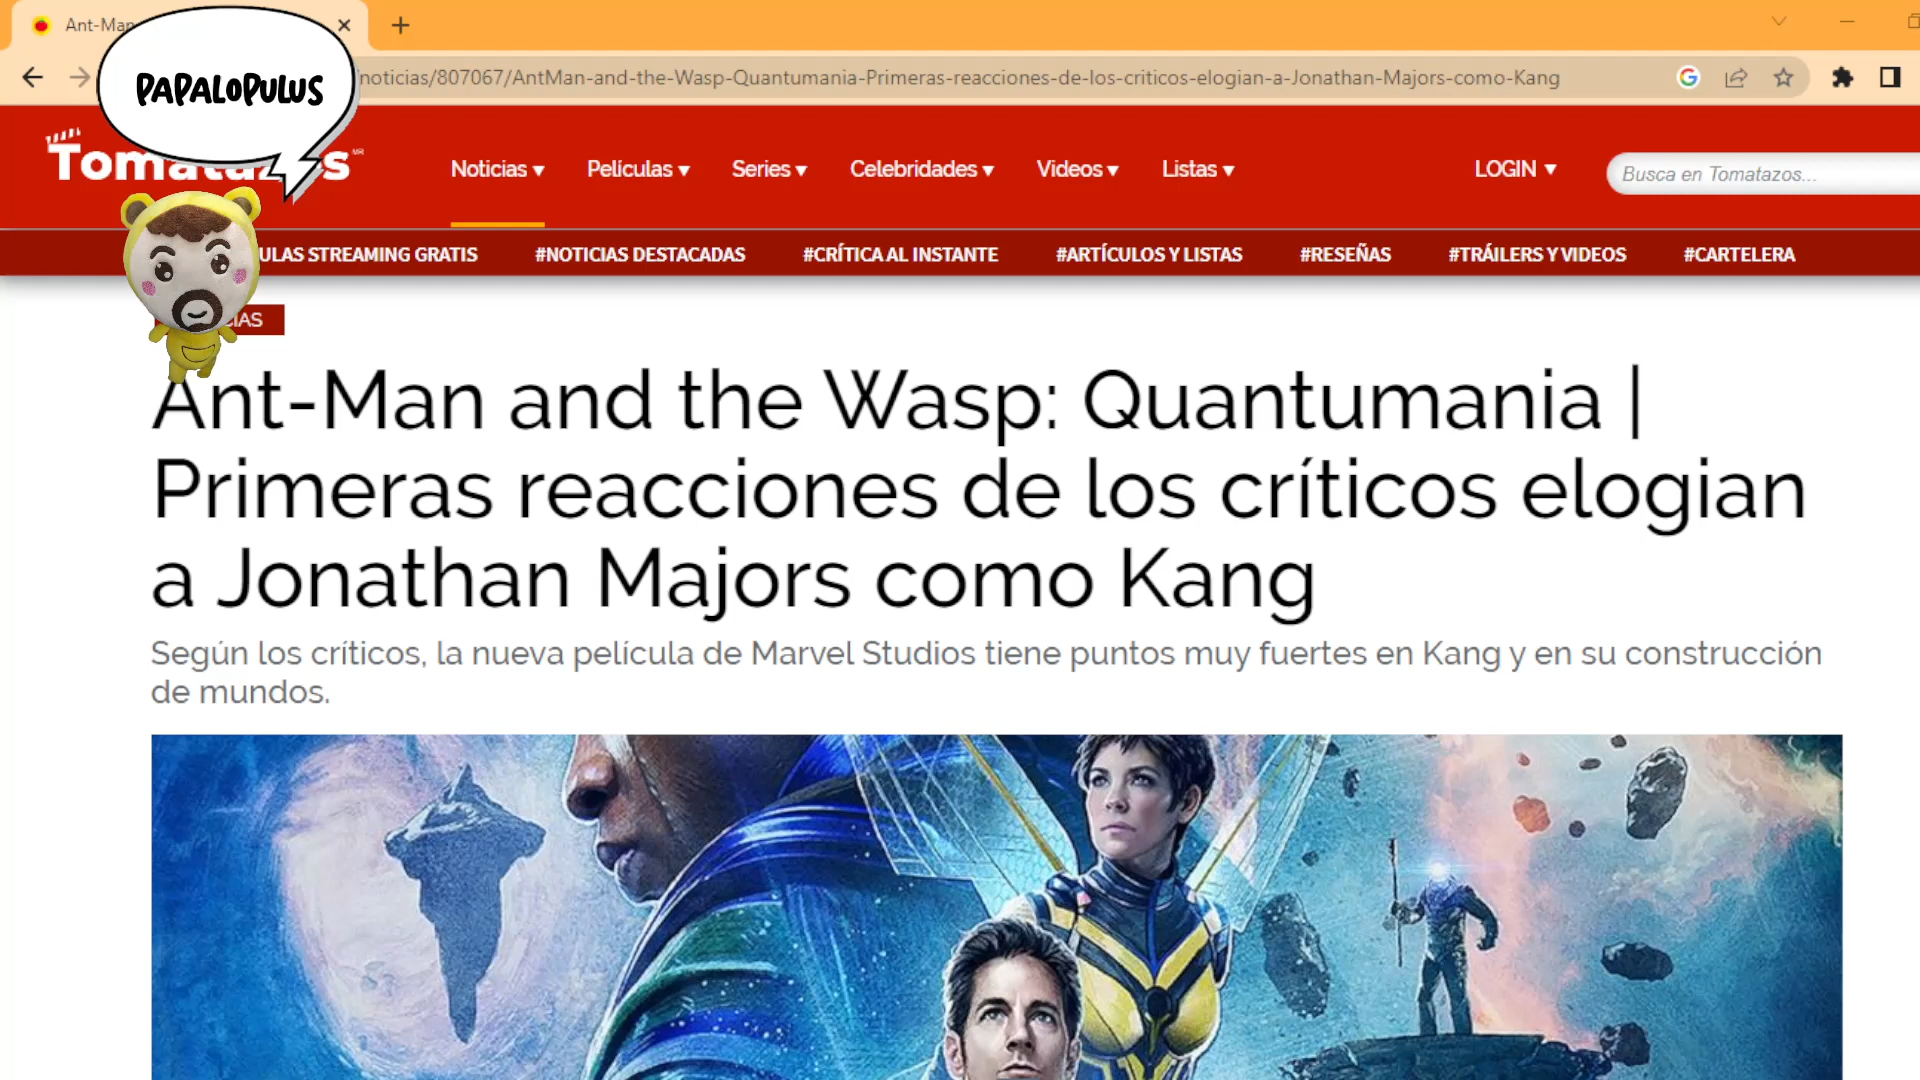 Ant-Man
PAPALOPULUS
noticias/807067/AntMan-and-the-Wasp-Quantumania-Primeras-reacciones-de-los-criticos-elogian-a-Jonathan-Majors-como-Kang
Noticias ▾ Películas ▾ Series ▾ Celebridades ▾ Videos ▾ Listas ▾ LOGIN ▾ Busca en Tomatazos...
#NOTICIAS DESTACADAS #CRÍTICA AL INSTANTE #ARTÍCULOS Y LISTAS #RESEÑAS #TRÁILERS Y VIDEOS #CARTELERA
STREAMING GRATIS
Ant-Man and the Wasp: Quantumania |
Primeras reacciones de los críticos elogian
a Jonathan Majors como Kang
Según los críticos, la nueva película de Marvel Studios tiene puntos muy fuertes en Kang y en su construcción
de mundos.